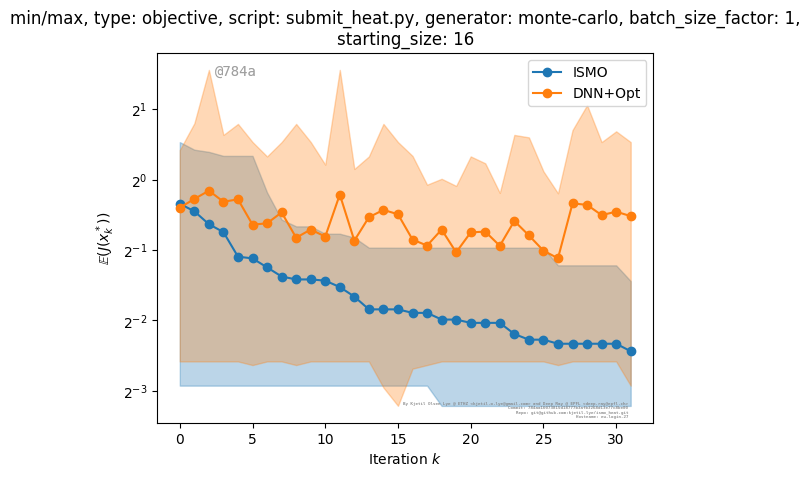 min/max, type: objective, script: submit_heat.py, generator: monte-carlo, batch_size_factor: 1,
starting_size: 16
@784a
ISMO
DNN+Opt
2^1
2^0
2^-1
2^-2
2^-3
𝔼(J(x_k^*))
0 5 10 15 20 25 30
Iteration k